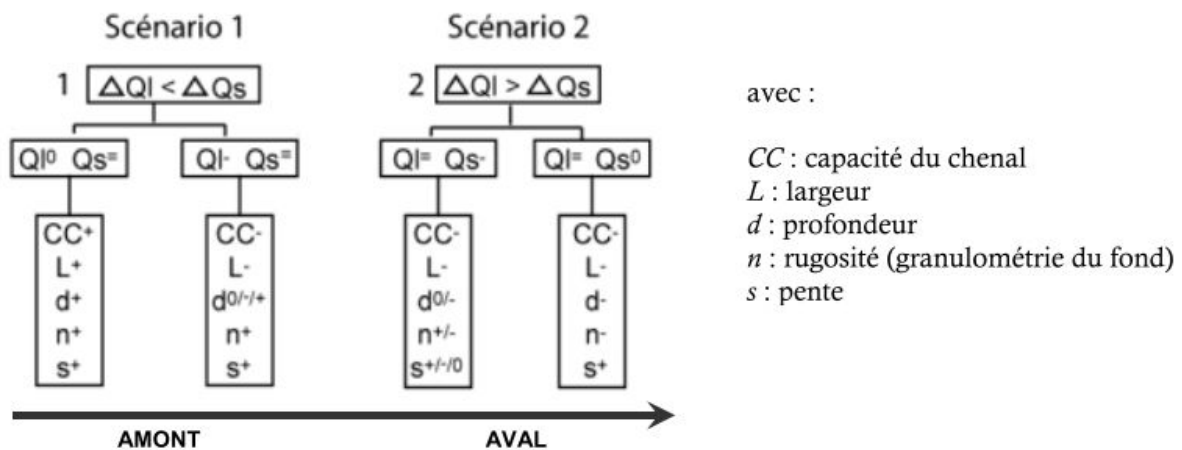 Scénario 1
1 ΔQl < ΔQs
Ql⁰ Qs⁼
Ql⁻ Qs⁼
CC⁺
L⁺
d⁺
n⁺
s⁺
CC⁻
L⁻
d⁰/⁻/⁺
n⁺
s⁺
Scénario 2
2 ΔQl > ΔQs
Ql⁼ Qs⁻
Ql⁼ Qs⁰
CC⁻
L⁻
d⁰/⁻
n⁺/⁻
s⁺/⁻/⁰
CC⁻
L⁻
d⁻
n⁻
s⁺
AMONT
AVAL
avec :
CC : capacité du chenal
L : largeur
d : profondeur
n : rugosité (granulométrie du fond)
s : pente